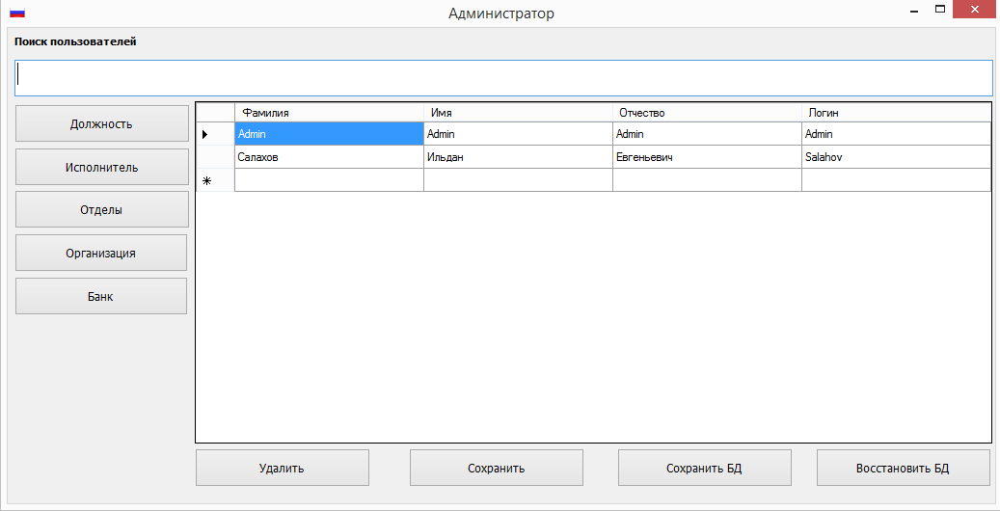 Администратор
Поиск пользователей
Должность
Исполнитель
Отделы
Организация
Банк
Фамилия Имя Отчество Логин
Admin Admin Admin Admin
Салахов Ильдан Евгеньевич Salahov
Удалить Сохранить Сохранить БД Восстановить БД